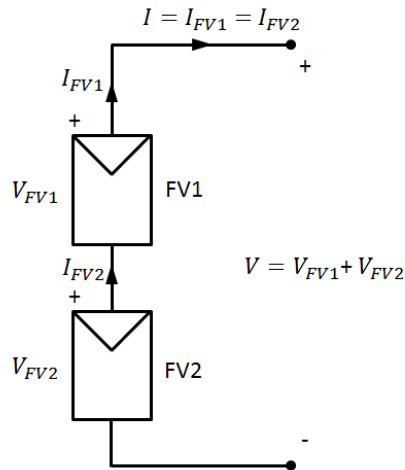 I = I_{FV1} = I_{FV2}
+
I_{FV1}
+
V_{FV1}
FV1
I_{FV2}
+
V = V_{FV1} + V_{FV2}
V_{FV2}
FV2
-